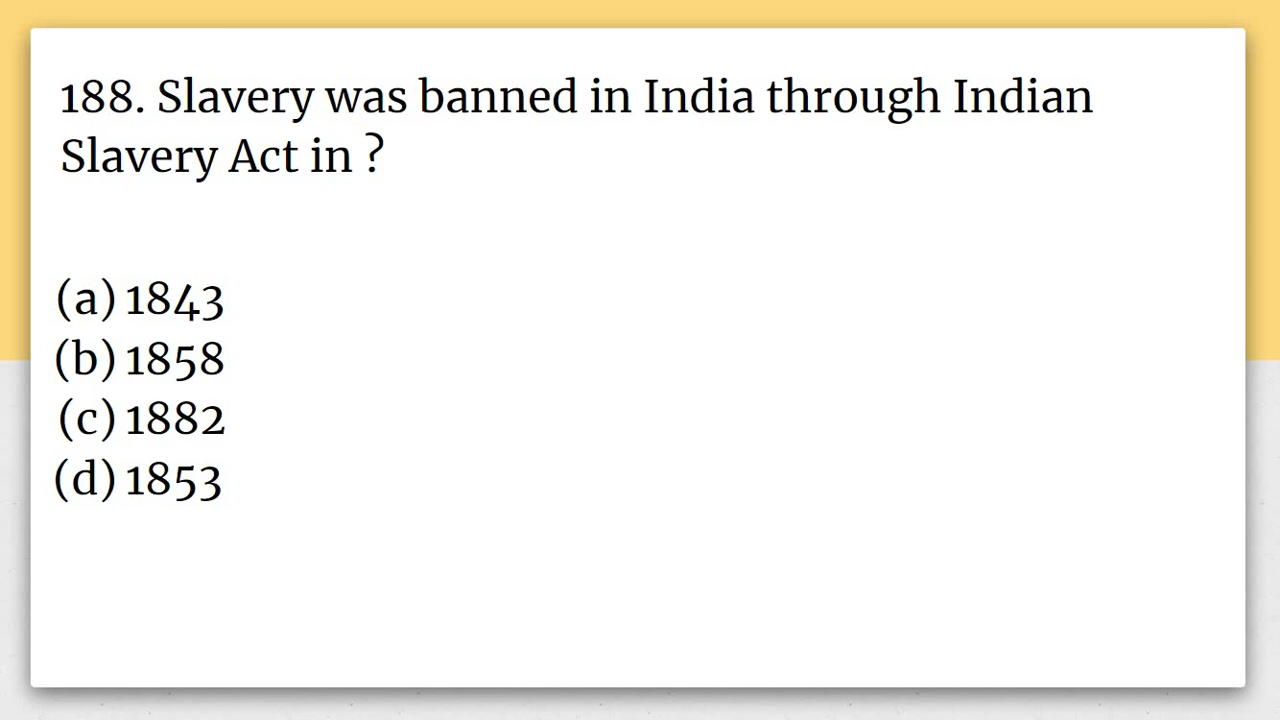 188. Slavery was banned in India through Indian
Slavery Act in ?
(a) 1843
(b) 1858
(c) 1882
(d) 1853